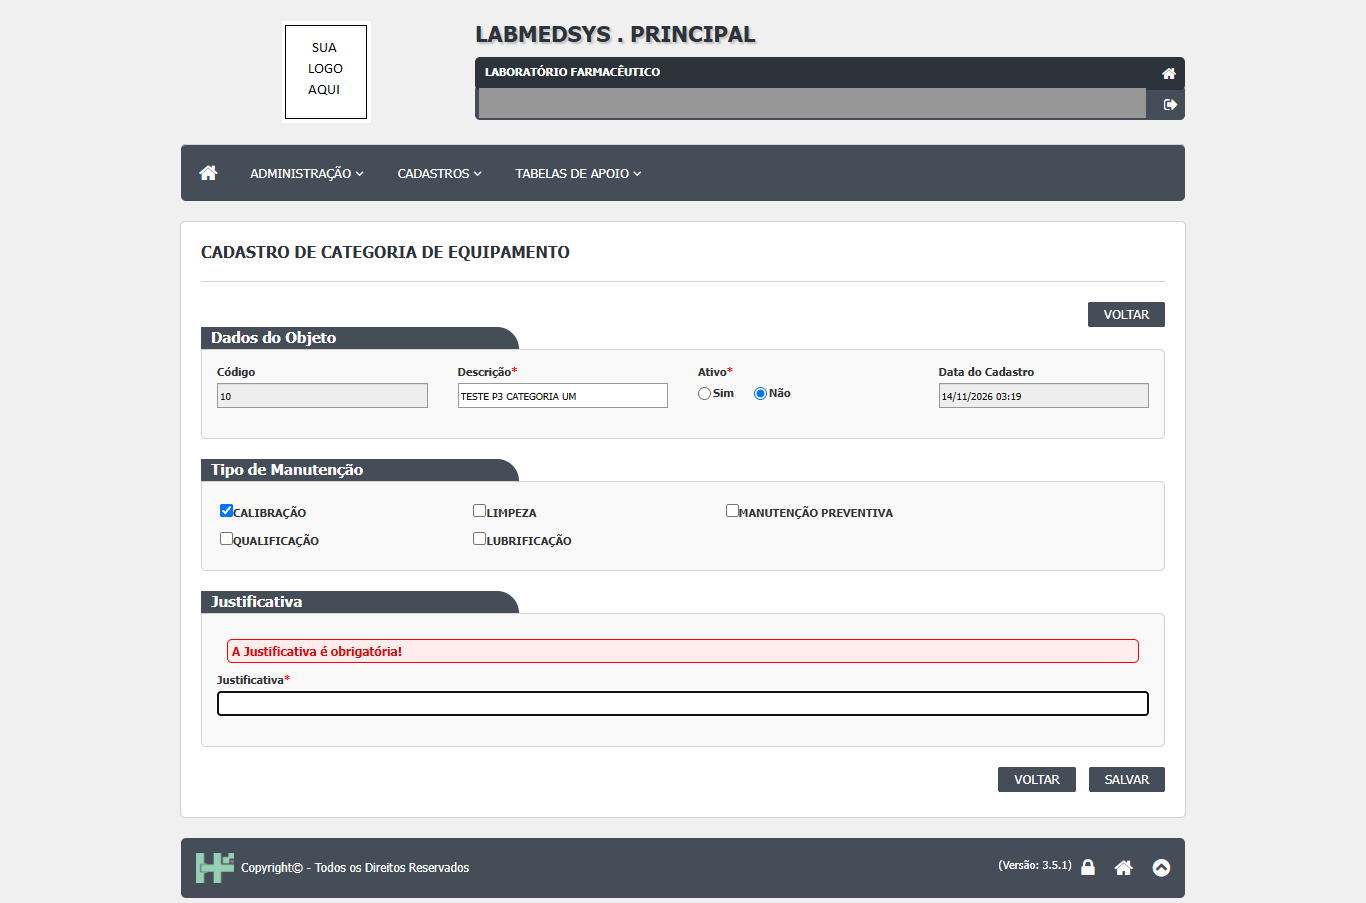 SUA
LOGO
AQUI
LABMEDSYS . PRINCIPAL
LABORATÓRIO FARMACÊUTICO
ADMINISTRAÇÃO CADASTROS TABELAS DE APOIO
CADASTRO DE CATEGORIA DE EQUIPAMENTO
VOLTAR
Dados do Objeto
Código Descrição* Ativo* Data do Cadastro
10 TESTE P3 CATEGORIA UM Sim Não 14/11/2026 03:19
Tipo de Manutenção
CALIBRAÇÃO LIMPEZA MANUTENÇÃO PREVENTIVA
QUALIFICAÇÃO LUBRIFICAÇÃO
Justificativa
A Justificativa é obrigatória!
Justificativa*
VOLTAR SALVAR
Copyright© - Todos os Direitos Reservados (Versão: 3.5.1)